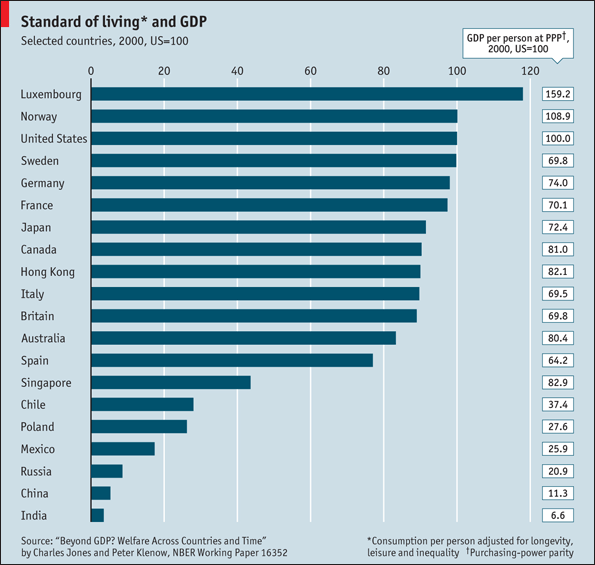 Standard of living* and GDP
Selected countries, 2000, US=100
GDP per person at PPP†,
2000, US=100
0 20 40 60 80 100 120
Luxembourg 159.2
Norway 108.9
United States 100.0
Sweden 69.8
Germany 74.0
France 70.1
Japan 72.4
Canada 81.0
Hong Kong 82.1
Italy 69.5
Britain 69.8
Australia 80.4
Spain 64.2
Singapore 82.9
Chile 37.4
Poland 27.6
Mexico 25.9
Russia 20.9
China 11.3
India 6.6
Source: “Beyond GDP? Welfare Across Countries and Time”
by Charles Jones and Peter Klenow, NBER Working Paper 16352
*Consumption per person adjusted for longevity,
leisure and inequality †Purchasing-power parity